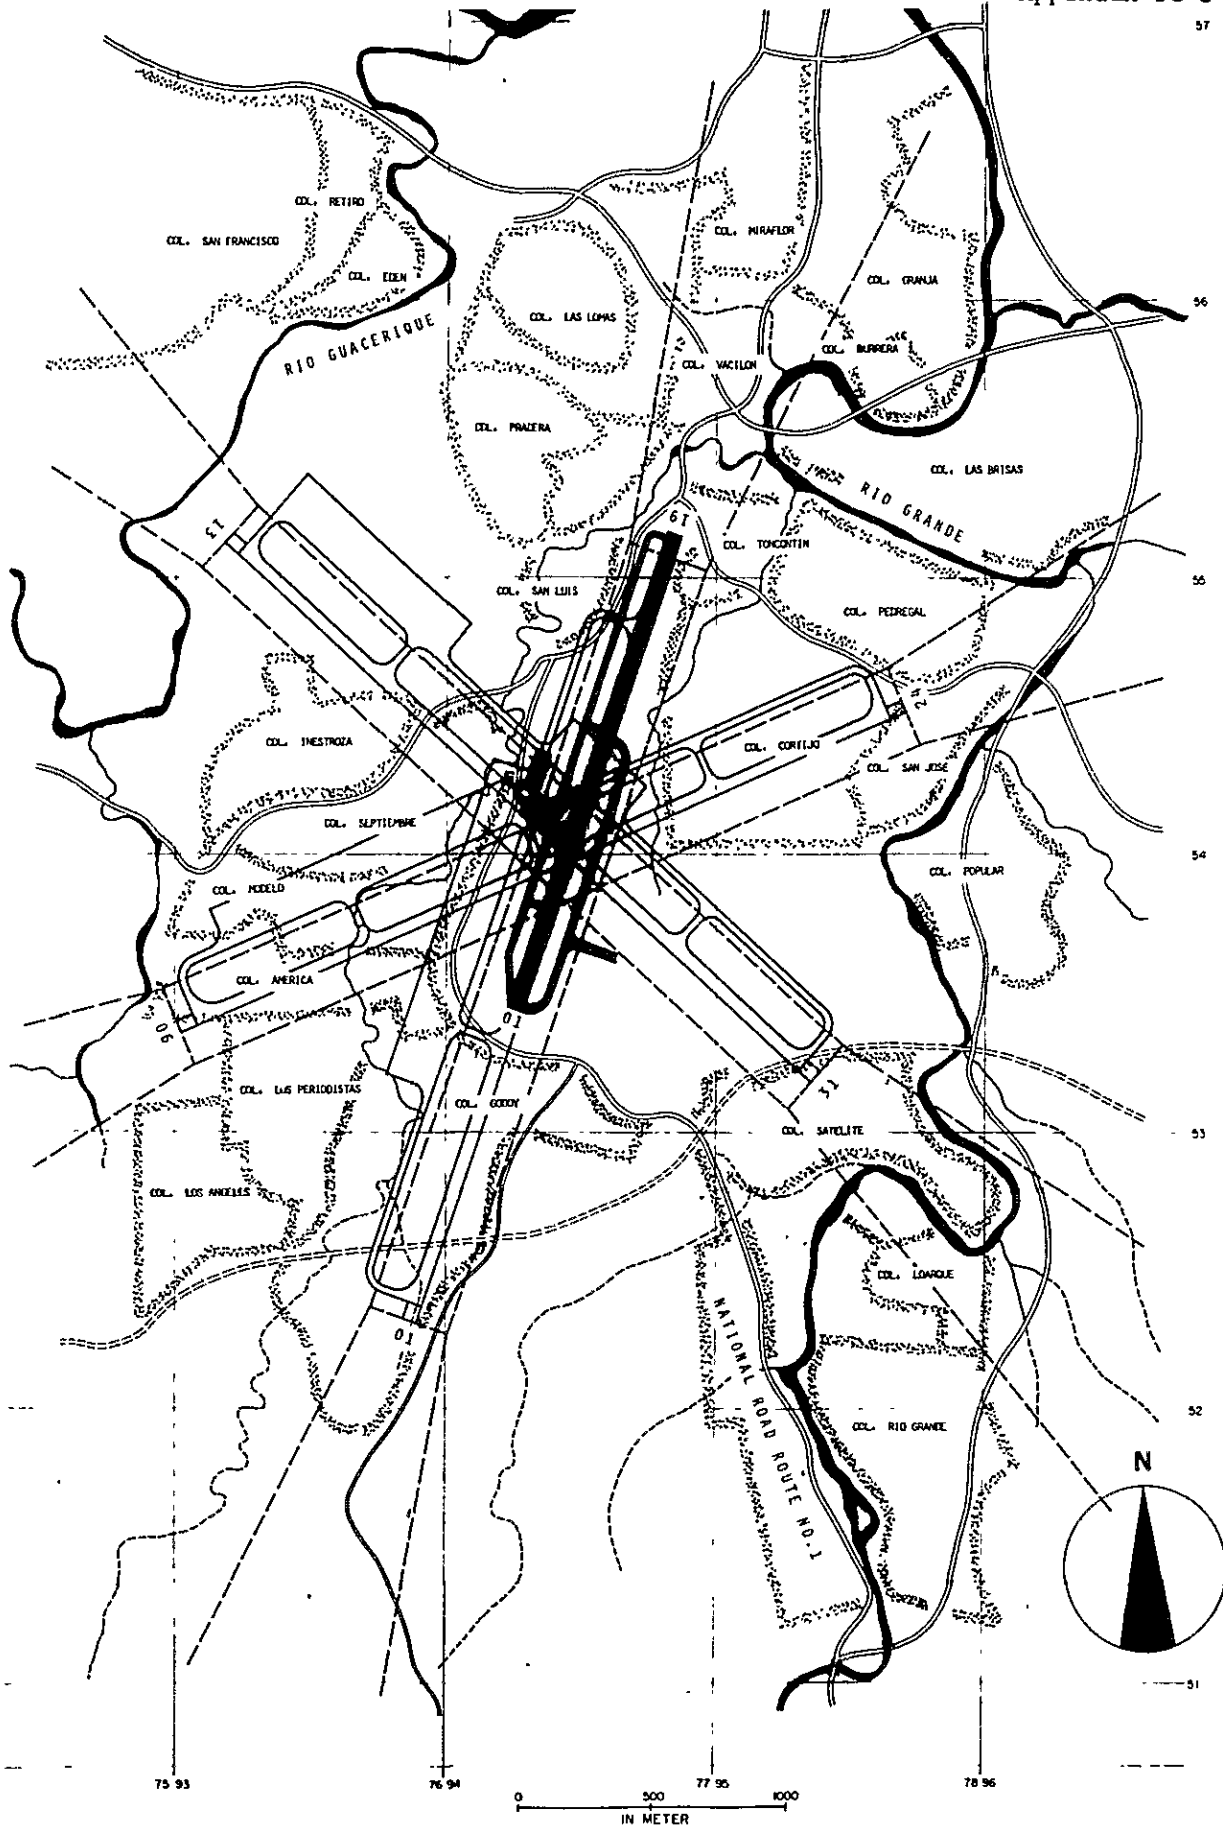 57
COL. RETIRO
COL. SAN FRANCISCO
COL. MIRAFLOR
COL. EDEN
COL. GRANJA
56
RIO GUACERIQUE
COL. LAS LOMAS
COL. BURRERA
COL. VACILON
COL. PRADERA
COL. LAS BRISAS
RIO GRANDE
13
19
COL. TONCONTIN
55
COL. SAN LUIS
COL. PEDREGAL
24
COL. INESTROZA
COL. CORTIJO
COL. SAN JOSE
COL. SEPTIEMBRE
54
COL. MODELO
COL. POPULAR
COL. AMERICA
06
01
COL. LOS PERIODISTAS
COL. GODOY
31
COL. SATELITE
53
COL. LOS ANGELES
COL. LOARQUE
01
NATIONAL ROAD ROUTE NO.1
52
COL. RIO GRANDE
N
51
75 93
76 94
77 95
78 96
0 500 1000
IN METER